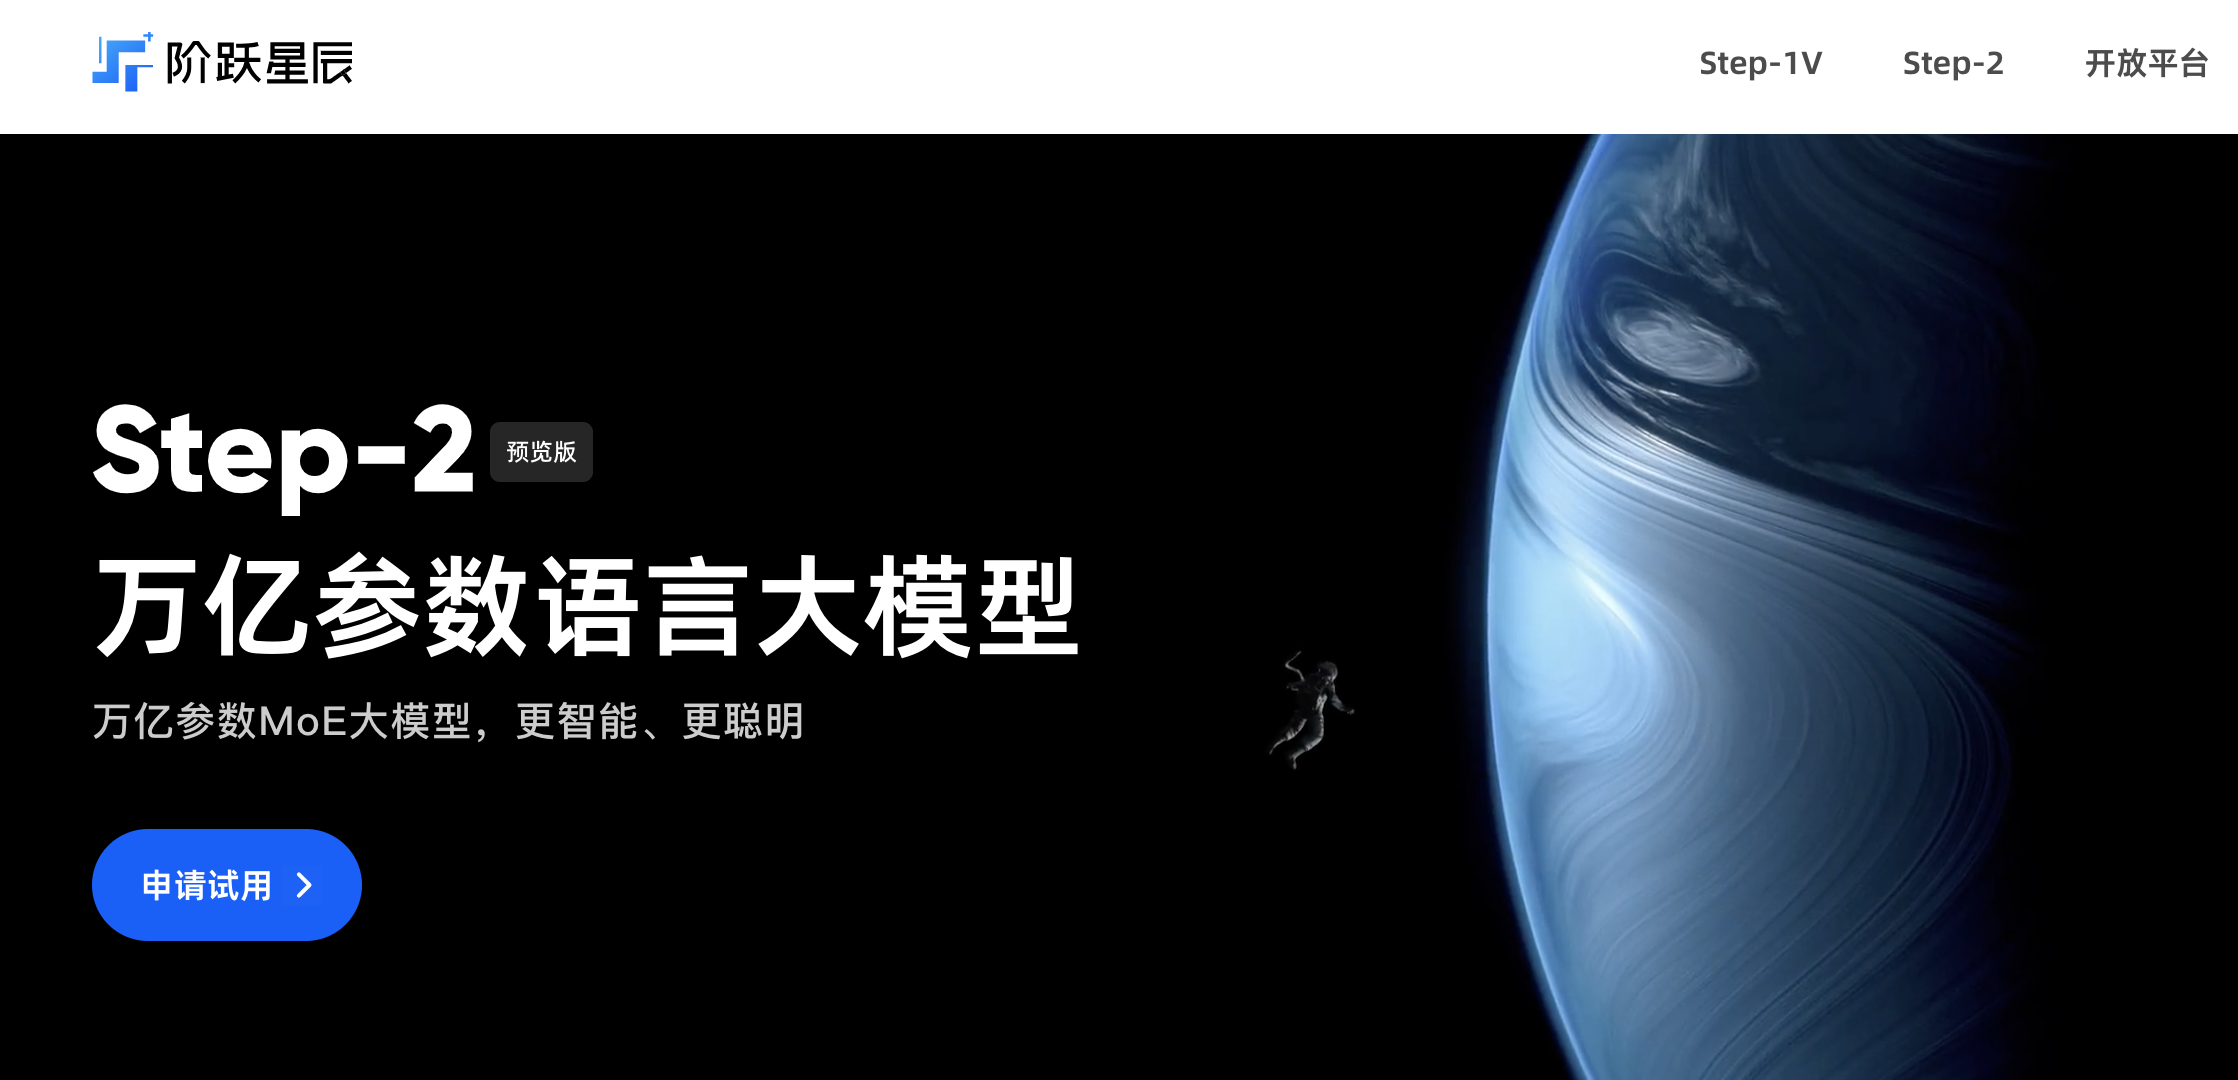 阶跃星辰
Step-1V
Step-2
开放平台
Step-2 预览版
万亿参数语言大模型
万亿参数MoE大模型，更智能、更聪明
申请试用